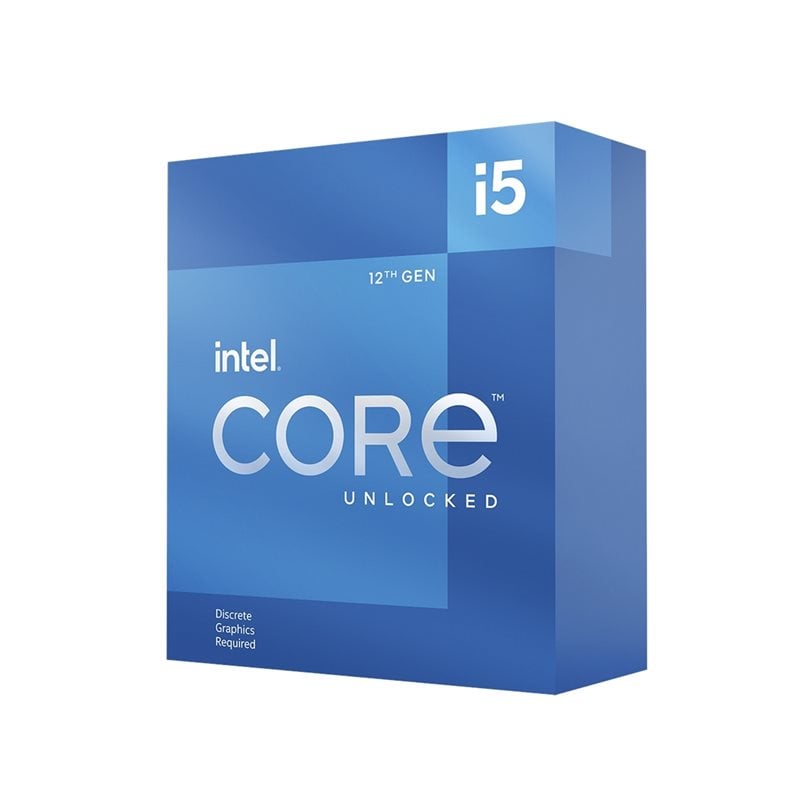 i5
12TH GEN
intel.
CORe™
UNLOCKED
Discrete
Graphics
Required